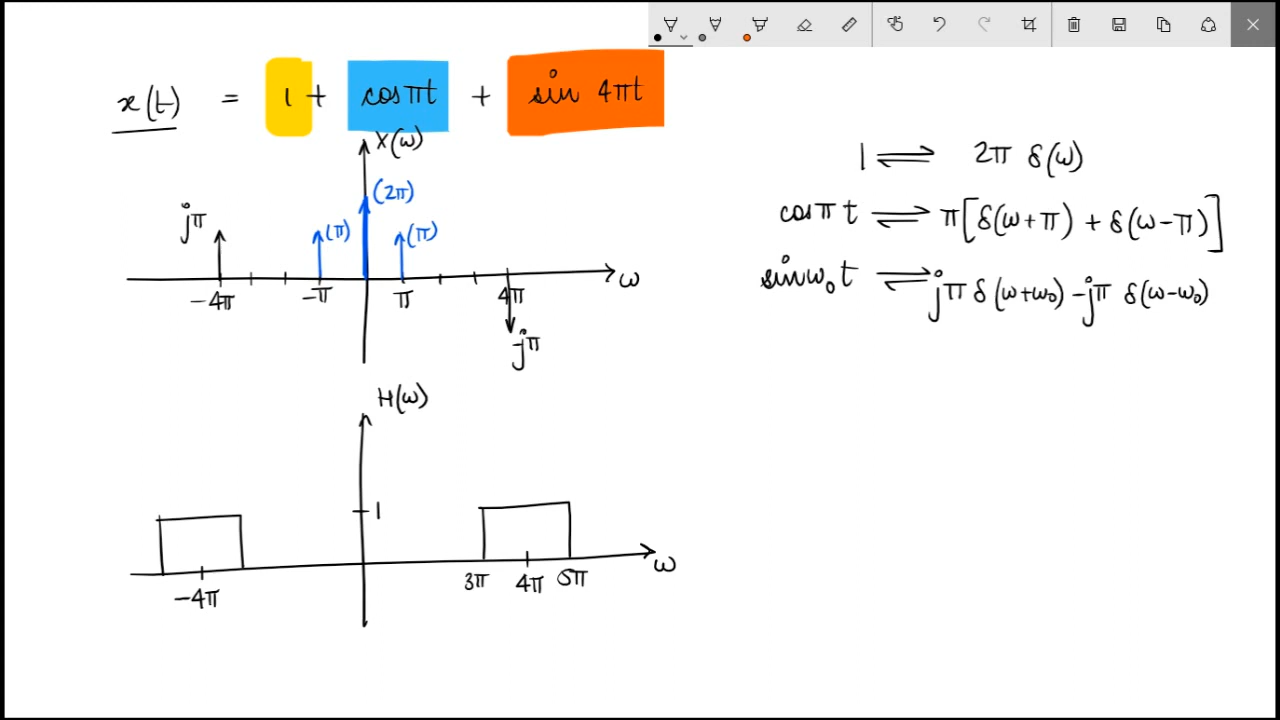 x(t) = 1 + cosπt + sin 4πt
X(ω)
1 ⇌ 2π δ(ω)
(2π)
jπ (π) (π)
cosπt ⇌ π[δ(ω+π) + δ(ω-π)]
-4π -π π 4π ω
sinω₀t ⇌ jπ δ(ω+ω₀) -jπ δ(ω-ω₀)
jπ
H(ω)
1
-4π 3π 4π 5π ω